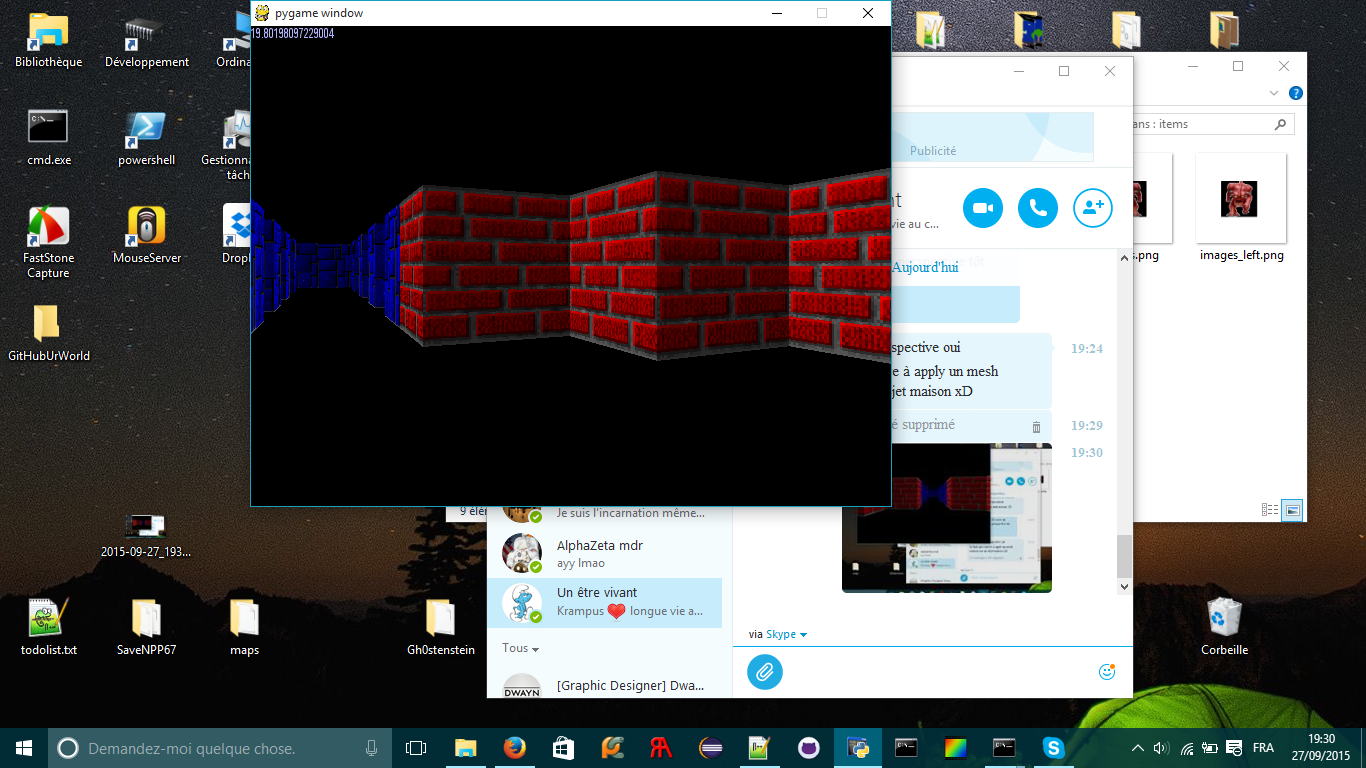 pygame window
19.80198097229004
Bibliothèque
Développement
Ordina
cmd.exe
powershell
Gestionna
tâch
FastStone
Capture
MouseServer
Dropl
GitHubUrWorld
2015-09-27_193...
todolist.txt
SaveNPP67
maps
Gh0stenstein
Corbeille
ans : items
s.png
images_left.png
Publicité
nt
vie au c...
Aujourd'hui
spective oui
19:24
e à apply un mesh
jet maison xD
é supprimé
19:29
19:30
9 élér
Je suis l'incarnation même...
AlphaZeta mdr
ayy lmao
Un être vivant
Krampus ❤ longue vie a...
Tous
[Graphic Designer] Dwa...
DWAYN
via Skype
Demandez-moi quelque chose.
FRA
19:30
27/09/2015